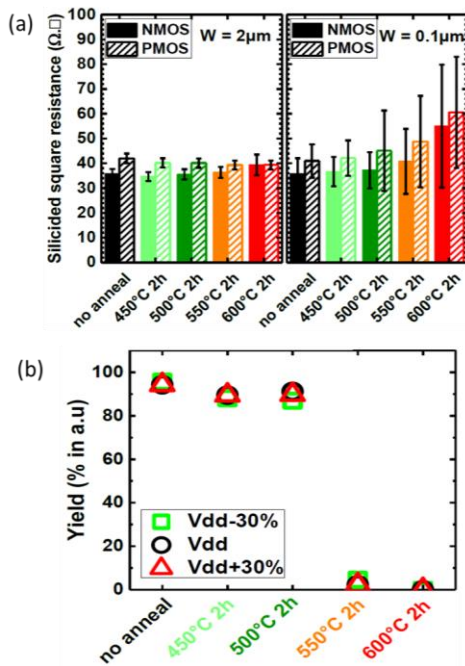 (a)
Silicided square resistance (Ω.□)
100
90
80
70
60
50
40
30
20
10
0
NMOS
PMOS
W = 2µm
NMOS
PMOS
W = 0.1µm
no anneal
450°C 2h
500°C 2h
550°C 2h
600°C 2h
no anneal
450°C 2h
500°C 2h
550°C 2h
600°C 2h
(b)
Yield (% in a.u)
100
80
60
40
20
0
Vdd-30%
Vdd
Vdd+30%
no anneal
450°C 2h
500°C 2h
550°C 2h
600°C 2h